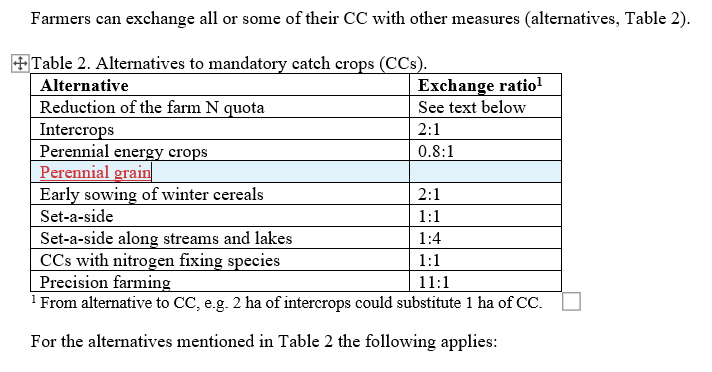 Farmers can exchange all or some of their CC with other measures (alternatives, Table 2).
Table 2. Alternatives to mandatory catch crops (CCs).
Alternative Exchange ratio¹
Reduction of the farm N quota See text below
Intercrops 2:1
Perennial energy crops 0.8:1
Perennial grain
Early sowing of winter cereals 2:1
Set-a-side 1:1
Set-a-side along streams and lakes 1:4
CCs with nitrogen fixing species 1:1
Precision farming 11:1
¹ From alternative to CC, e.g. 2 ha of intercrops could substitute 1 ha of CC.
For the alternatives mentioned in Table 2 the following applies: